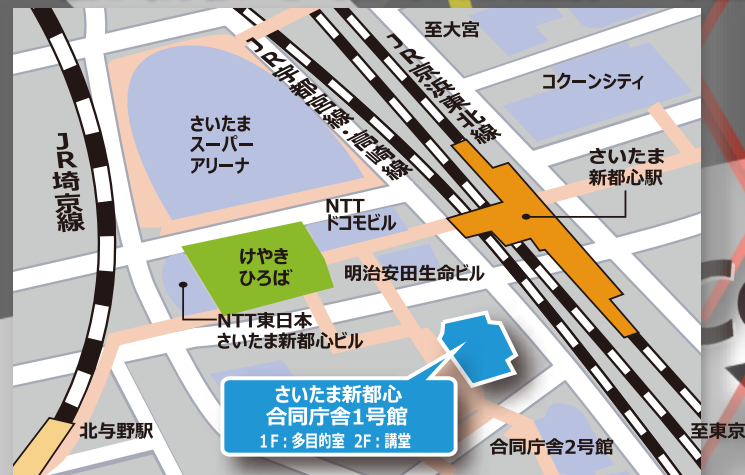 至大宮
JR宇都宮線・高崎線
JR京浜東北線
コクーンシティ
さいたま
スーパー
アリーナ
JR埼京線
さいたま
新都心駅
NTT
ドコモビル
けやき
ひろば
明治安田生命ビル
NTT東日本
さいたま新都心ビル
さいたま新都心
合同庁舎1号館
1F：多目的室 2F：講堂
北与野駅
合同庁舎2号館
至東京